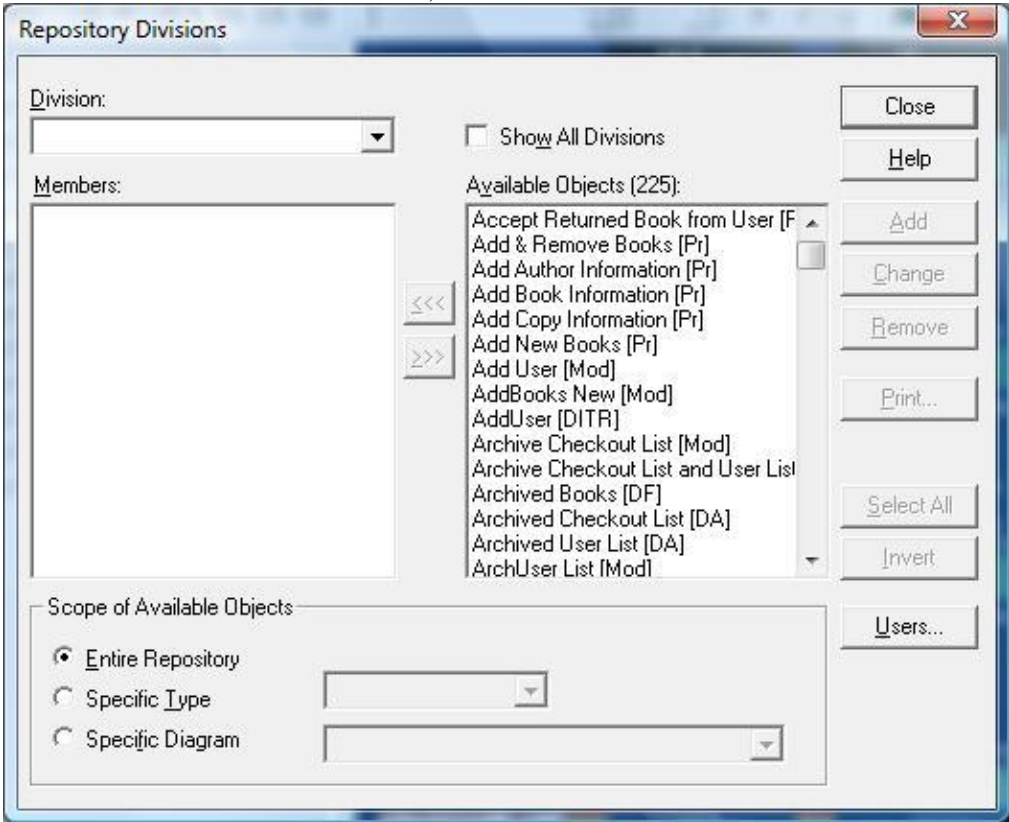 Repository Divisions
Division:
Show All Divisions
Close
Help
Members:
Available Objects (225):
Accept Returned Book from User [F
Add & Remove Books [Pr]
Add Author Information [Pr]
Add Book Information [Pr]
Add Copy Information [Pr]
Add New Books [Pr]
Add User [Mod]
AddBooks New [Mod]
AddUser [DITR]
Archive Checkout List [Mod]
Archive Checkout List and User List
Archived Books [DF]
Archived Checkout List [DA]
Archived User List [DA]
ArchUser List [Mod]
<<<
>>>
Add
Change
Remove
Print...
Select All
Invert
Users...
Scope of Available Objects
Entire Repository
Specific Type
Specific Diagram